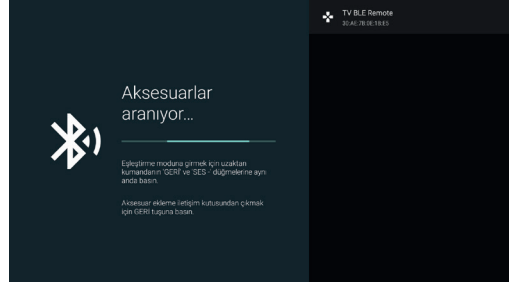 Aksesuarlar
aranıyor...
Eşleştirme moduna girmek için uzaktan
kumandanın 'GERİ' ve 'SES -' düğmelerine aynı
anda basın.
Aksesuar ekleme iletişim kutusundan çıkmak
için GERİ tuşuna basın.
TV BLE Remote
30:AE:7B:0E:1B:E5